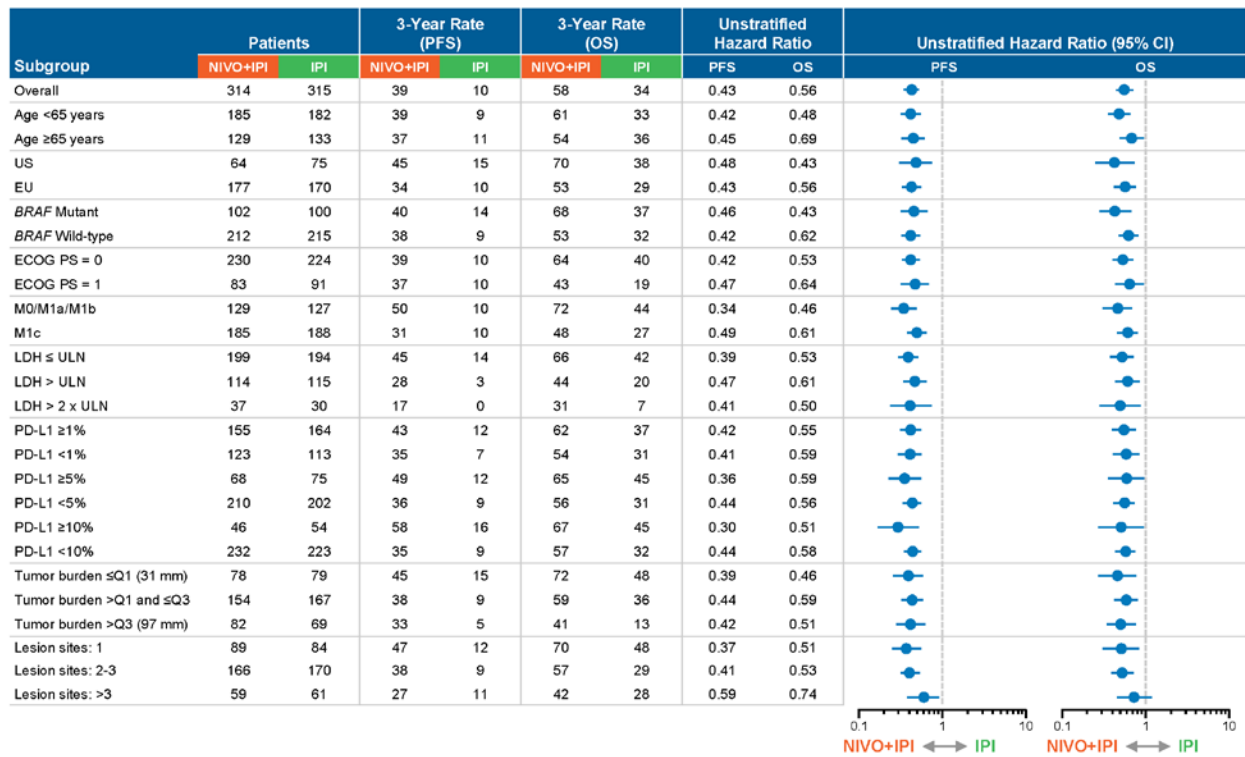 Subgroup Patients 3-Year Rate (PFS) 3-Year Rate (OS) Unstratified Hazard Ratio Unstratified Hazard Ratio (95% CI)
NIVO+IPI IPI NIVO+IPI IPI NIVO+IPI IPI PFS OS PFS OS
Overall 314 315 39 10 58 34 0.43 0.56
Age <65 years 185 182 39 9 61 33 0.42 0.48
Age ≥65 years 129 133 37 11 54 36 0.45 0.69
US 64 75 45 15 70 38 0.48 0.43
EU 177 170 34 10 53 29 0.43 0.56
BRAF Mutant 102 100 40 14 68 37 0.46 0.43
BRAF Wild-type 212 215 38 9 53 32 0.42 0.62
ECOG PS = 0 230 224 39 10 64 40 0.42 0.53
ECOG PS = 1 83 91 37 10 43 19 0.47 0.64
M0/M1a/M1b 129 127 50 10 72 44 0.34 0.46
M1c 185 188 31 10 48 27 0.49 0.61
LDH ≤ ULN 199 194 45 14 66 42 0.39 0.53
LDH > ULN 114 115 28 3 44 20 0.47 0.61
LDH > 2 x ULN 37 30 17 0 31 7 0.41 0.50
PD-L1 ≥1% 155 164 43 12 62 37 0.42 0.55
PD-L1 <1% 123 113 35 7 54 31 0.41 0.59
PD-L1 ≥5% 68 75 49 12 65 45 0.36 0.59
PD-L1 <5% 210 202 36 9 56 31 0.44 0.56
PD-L1 ≥10% 46 54 58 16 67 45 0.30 0.51
PD-L1 <10% 232 223 35 9 57 32 0.44 0.58
Tumor burden ≤Q1 (31 mm) 78 79 45 15 72 48 0.39 0.46
Tumor burden >Q1 and ≤Q3 154 167 38 9 59 36 0.44 0.59
Tumor burden >Q3 (97 mm) 82 69 33 5 41 13 0.42 0.51
Lesion sites: 1 89 84 47 12 70 48 0.37 0.51
Lesion sites: 2-3 166 170 38 9 57 29 0.41 0.53
Lesion sites: >3 59 61 27 11 42 28 0.59 0.74
0.1 1 10 0.1 1 10
NIVO+IPI IPI NIVO+IPI IPI